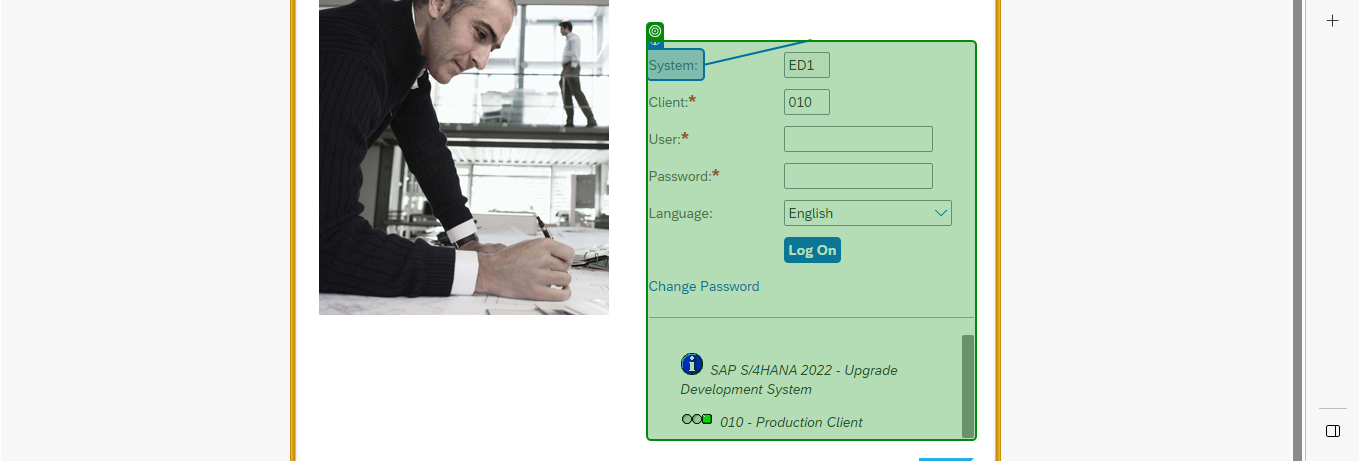 System: ED1
Client:* 010
User:*
Password:*
Language: English
Log On
Change Password
SAP S/4HANA 2022 - Upgrade
Development System
010 - Production Client